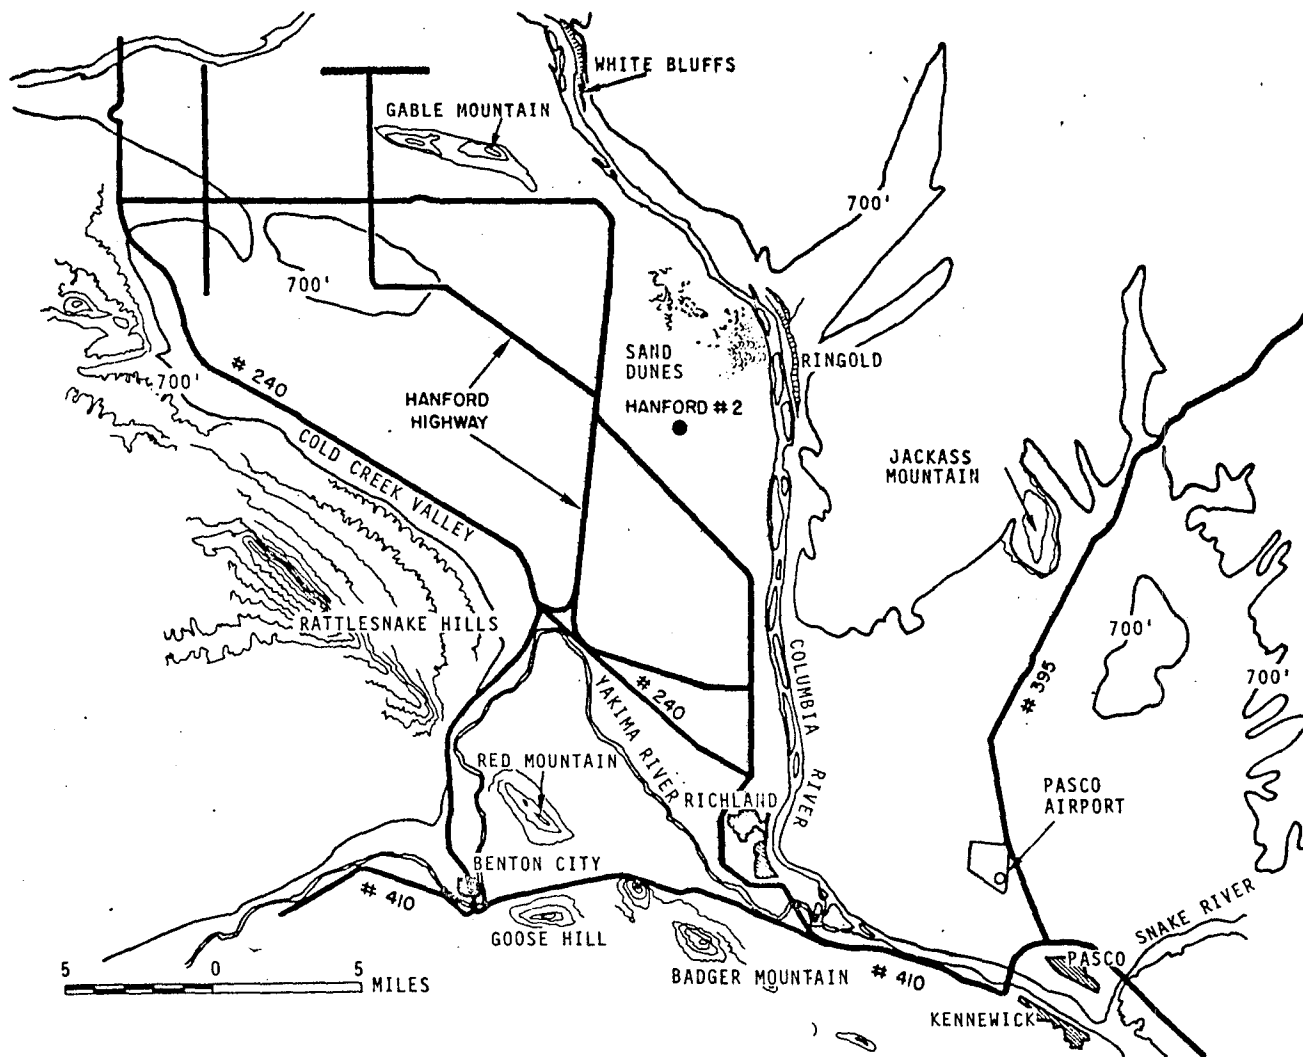 WHITE BLUFFS
GABLE MOUNTAIN
700'
700'
SAND
DUNES
RINGOLD
700'
# 240
HANFORD
HIGHWAY
HANFORD # 2
COLD CREEK VALLEY
JACKASS
MOUNTAIN
RATTLESNAKE HILLS
700'
COLUMBIA
RIVER
700'
# 395
# 240
YAKIMA RIVER
RED MOUNTAIN
RICHLAND
PASCO
AIRPORT
BENTON CITY
# 410
SNAKE RIVER
GOOSE HILL
BADGER MOUNTAIN
# 410
PASCO
5 0 5
MILES
KENNEWICK